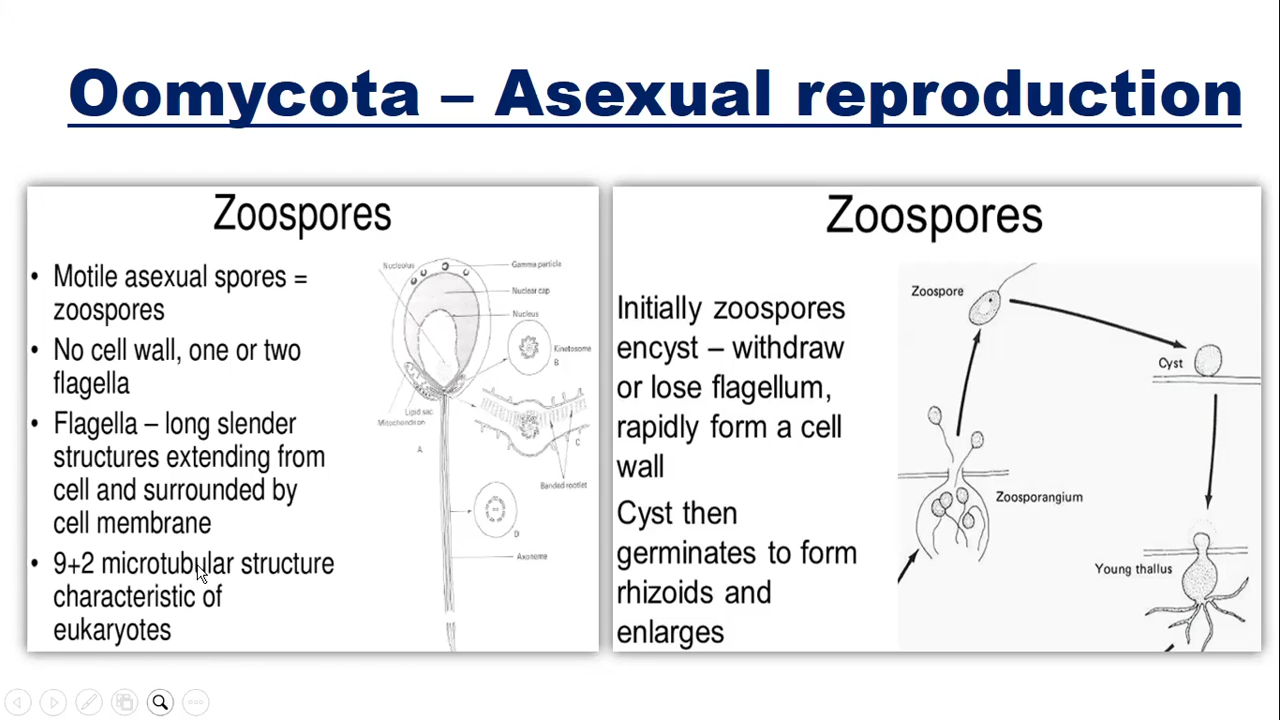 Oomycota – Asexual reproduction
Zoospores
• Motile asexual spores =
zoospores
• No cell wall, one or two
flagella
• Flagella – long slender
structures extending from
cell and surrounded by
cell membrane
• 9+2 microtubular structure
characteristic of
eukaryotes
Nucleolus
Gamma particle
Nuclear cap
Nucleus
Kinetosome
B
Lipid sac
Mitochondrion
A
C
Banded rootlet
D
Axoneme
Zoospores
Initially zoospores
encyst – withdraw
or lose flagellum,
rapidly form a cell
wall
Cyst then
germinates to form
rhizoids and
enlarges
Zoospore
Cyst
Zoosporangium
Young thallus